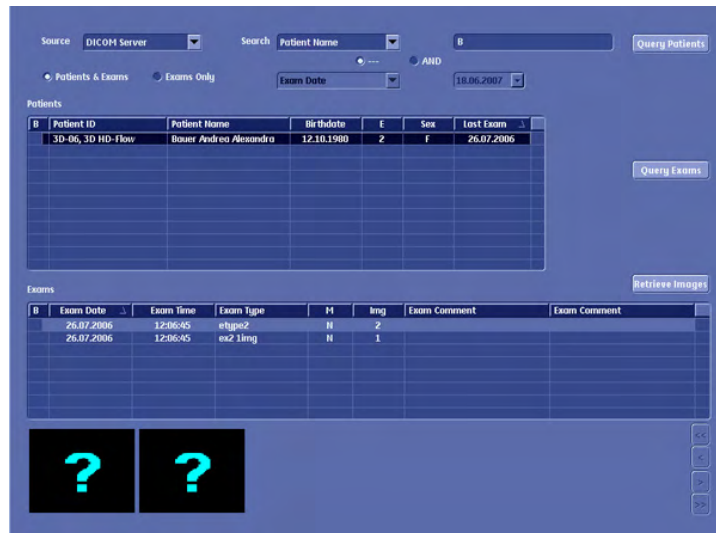 Source DICOM Server Search Patient Name B Query Patients
--- AND
Patients & Exams Exams Only Exam Date 18.06.2007
Patients
B Patient ID Patient Name Birthdate E Sex Last Exam
3D-06, 3D HD-Flow Bauer Andrea Alexandra 12.10.1980 2 F 26.07.2006
Query Exams
Retrieve Images
Exams
B Exam Date Exam Time Exam Type M Img Exam Comment Exam Comment
26.07.2006 12:06:45 etype2 N 2
26.07.2006 12:06:45 ex2 1img N 1
? ?
<<
<
>
>>